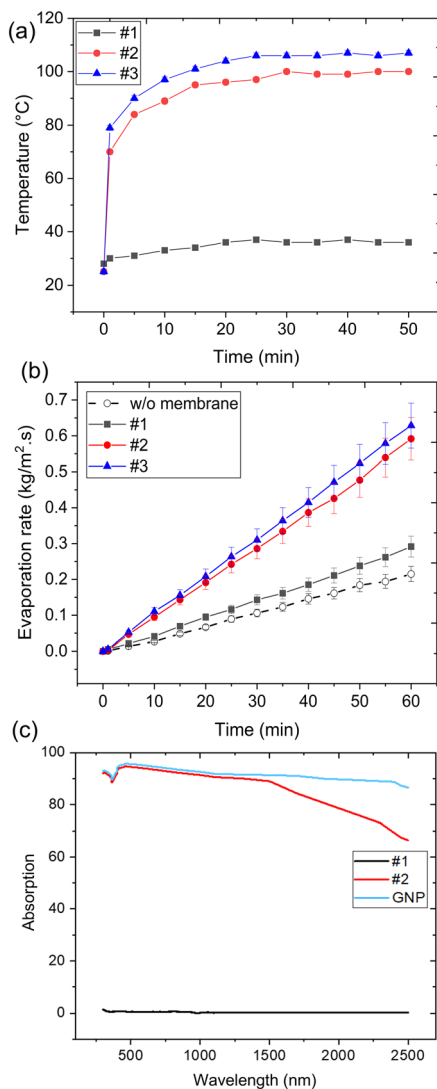 (a)
120
100
80
60
40
20
Temperature (°C)
#1
#2
#3
0 10 20 30 40 50
Time (min)
(b)
0.7
0.6
0.5
0.4
0.3
0.2
0.1
0.0
Evaporation rate (kg/m².s)
w/o membrane
#1
#2
#3
0 10 20 30 40 50 60
Time (min)
(c)
100
80
60
40
20
0
Absorption
#1
#2
GNP
500 1000 1500 2000 2500
Wavelength (nm)